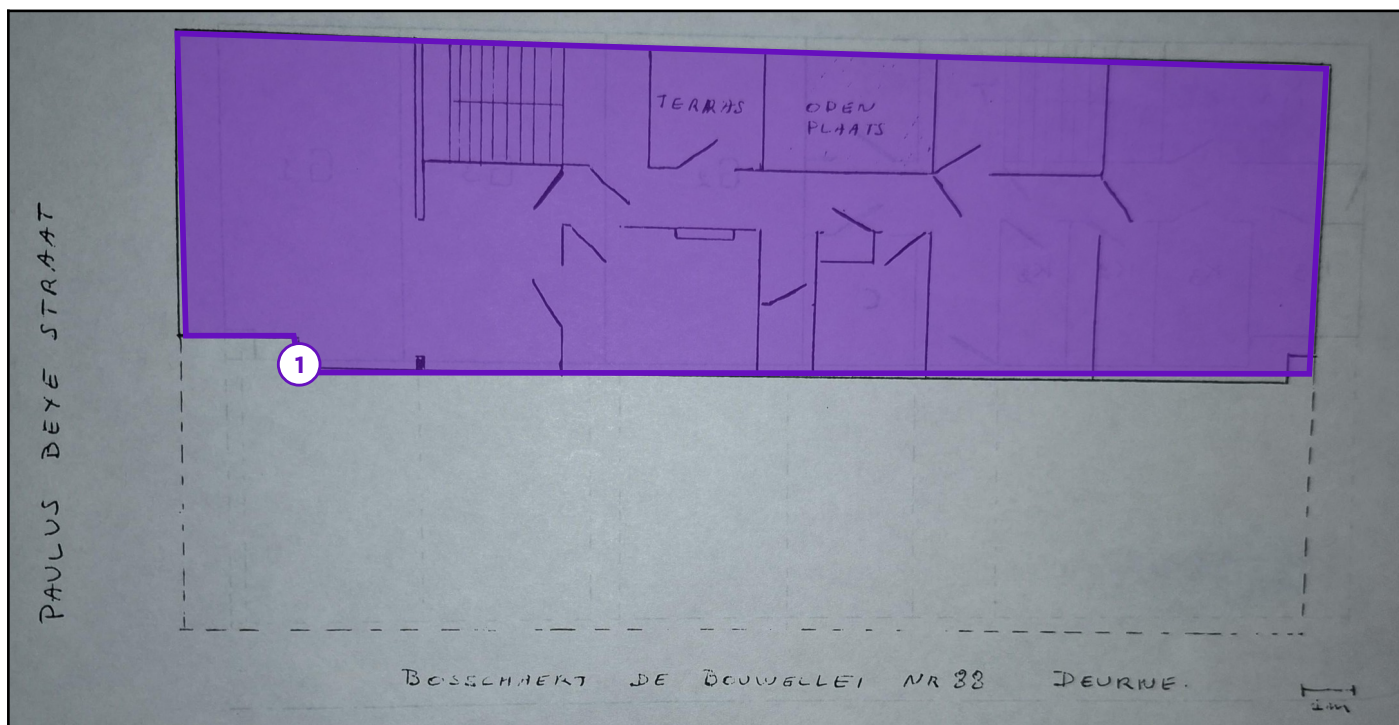 TERRAS
OPEN
PLAATS
C
PAULUS BEYE STRAAT
1
BOSSCHAERT DE BOUWELLEI NR 88 DEURNE.
1m